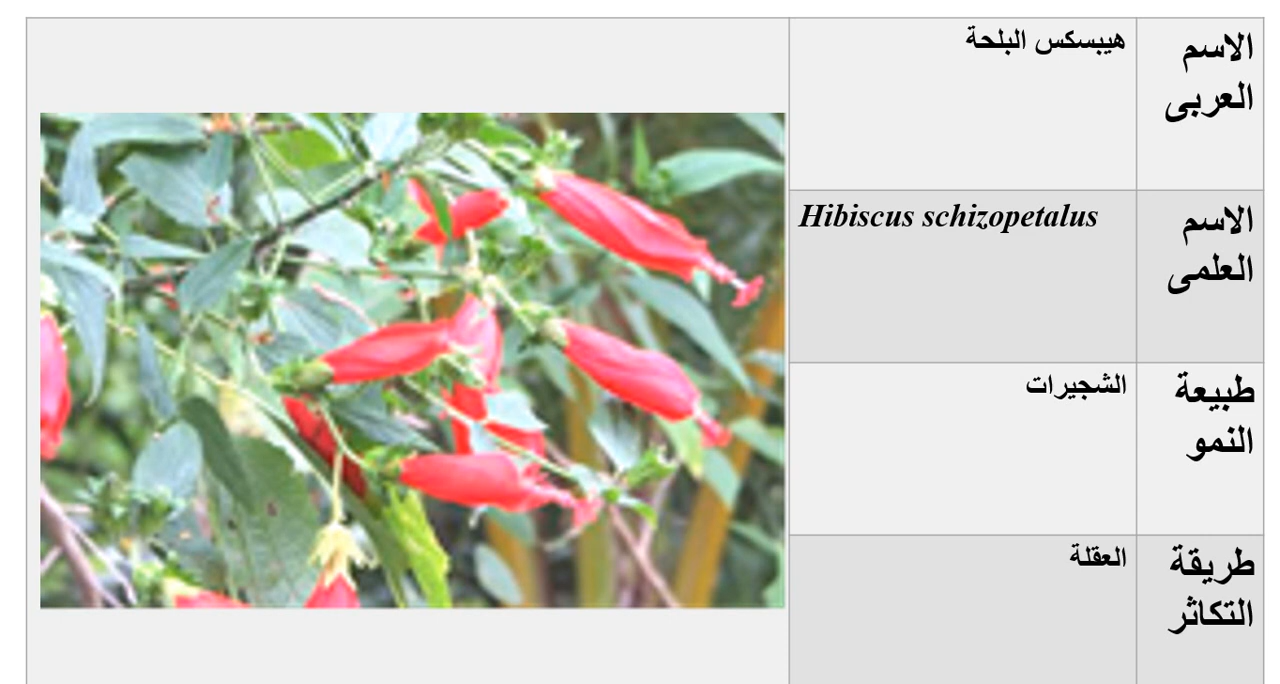 الاسم
العربى
هيبسكس البلحة
الاسم
العلمى
Hibiscus schizopetalus
طبيعة
النمو
الشجيرات
طريقة
التكاثر
العقلة